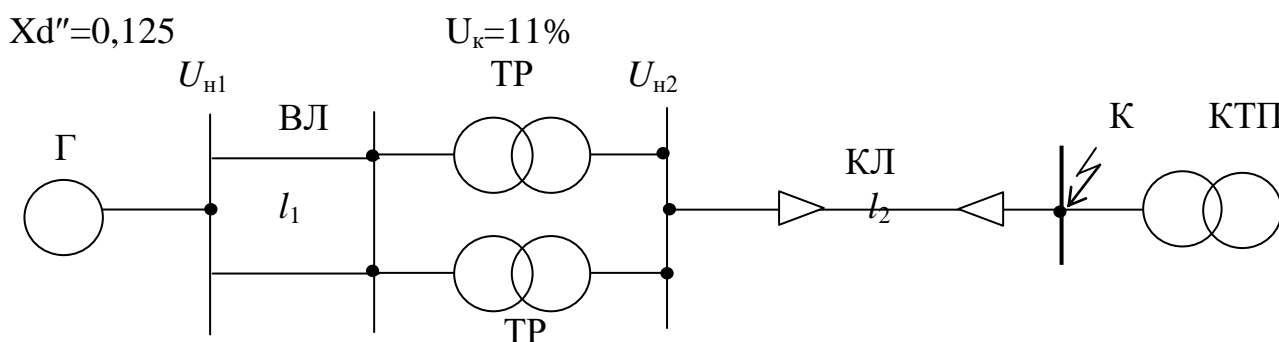 Xd″=0,125
Uк=11%
Uн1
ТР
Uн2
ВЛ
К
КТП
Г
КЛ
l1
l2
ТР